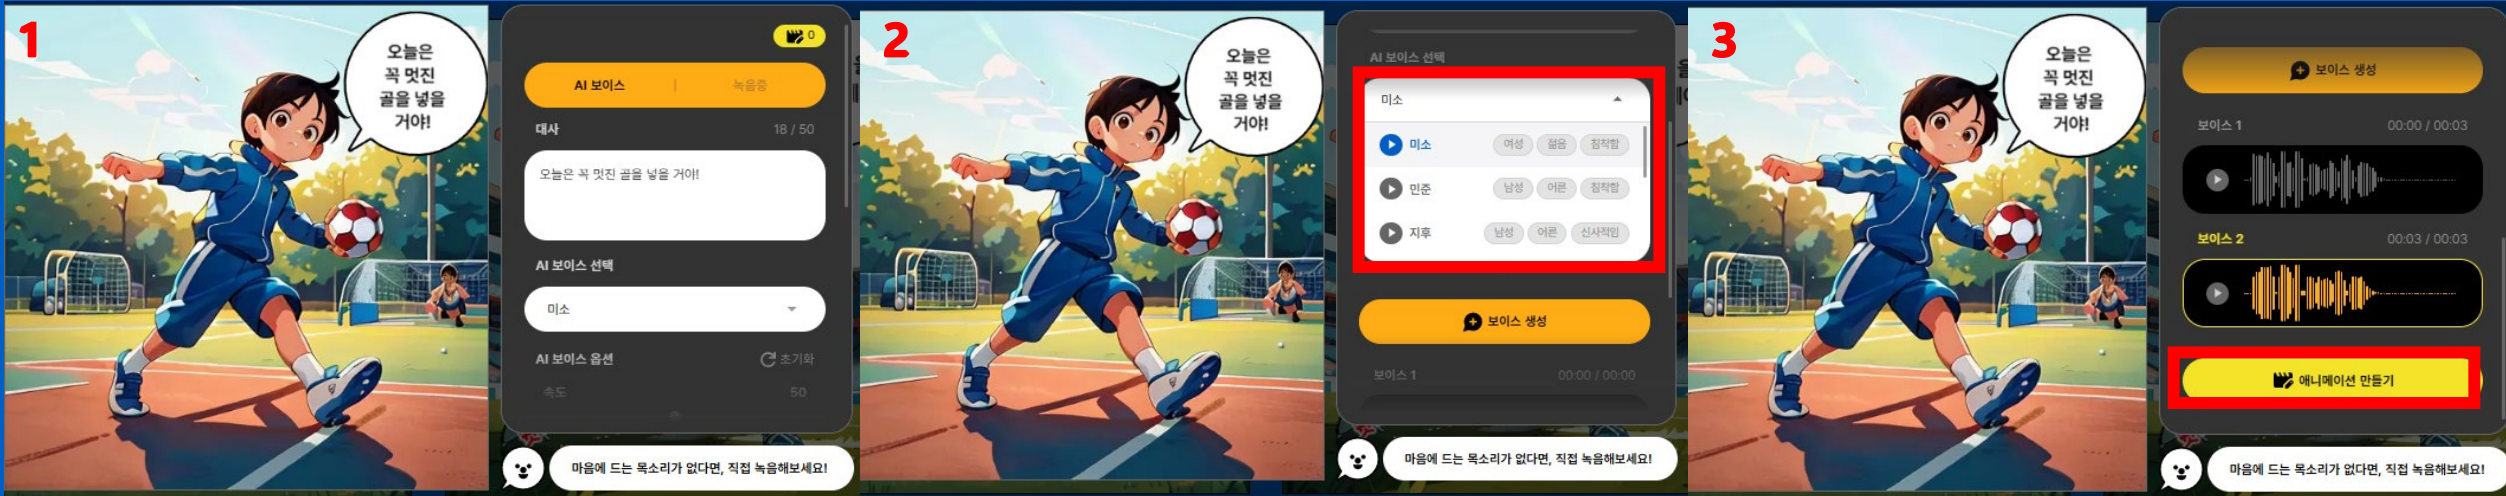 1
오늘은
꼭 멋진
골을 넣을
거야!
0
AI 보이스 | 녹음중
대사 18 / 50
오늘은 꼭 멋진 골을 넣을 거야!
AI 보이스 선택
미소
AI 보이스 옵션 초기화
속도 50
마음에 드는 목소리가 없다면, 직접 녹음해보세요!
2
오늘은
꼭 멋진
골을 넣을
거야!
AI 보이스 선택
미소
미소 여성 젊음 침착함
민준 남성 어른 침착함
지후 남성 어른 신사적임
보이스 생성
보이스 1 00:00 / 00:00
마음에 드는 목소리가 없다면, 직접 녹음해보세요!
3
오늘은
꼭 멋진
골을 넣을
거야!
보이스 생성
보이스 1 00:00 / 00:03
보이스 2 00:03 / 00:03
애니메이션 만들기
마음에 드는 목소리가 없다면, 직접 녹음해보세요!